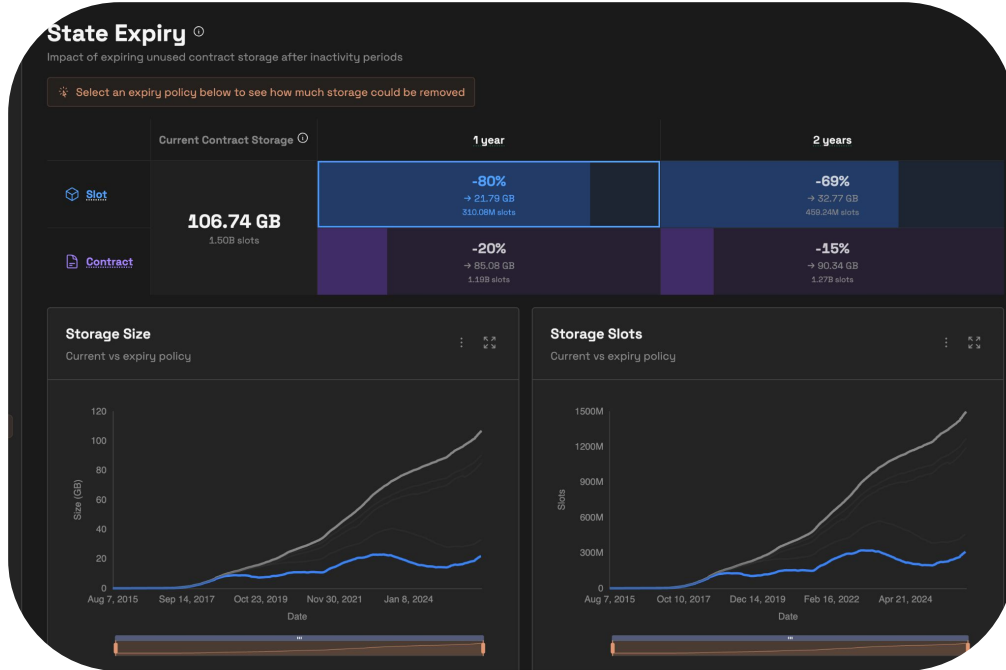 State Expiry
Impact of expiring unused contract storage after inactivity periods
Select an expiry policy below to see how much storage could be removed
Current Contract Storage
1 year
2 years
Slot
106.74 GB
1.50B slots
-80%
→ 21.79 GB
310.08M slots
-69%
→ 32.77 GB
459.24M slots
Contract
-20%
→ 85.08 GB
1.19B slots
-15%
→ 90.34 GB
1.27B slots
Storage Size
Current vs expiry policy
120
100
80
60
40
20
0
Size (GB)
Aug 7, 2015
Sep 14, 2017
Oct 23, 2019
Nov 30, 2021
Jan 8, 2024
Date
Storage Slots
Current vs expiry policy
1500M
1200M
900M
600M
300M
0
Slots
Aug 7, 2015
Oct 10, 2017
Dec 14, 2019
Feb 16, 2022
Apr 21, 2024
Date